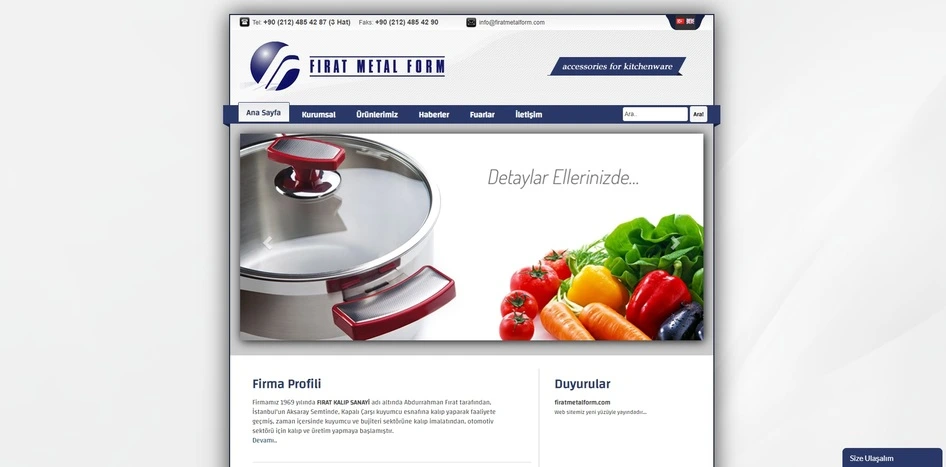 Tel: +90 (212) 485 42 87 (3 Hat) Faks: +90 (212) 485 42 90 info@firatmetalform.com
FIRAT METAL FORM
accessories for kitchenware
Ana Sayfa Kurumsal Ürünlerimiz Haberler Fuarlar İletişim Ara.. Ara!
Detaylar Ellerinizde...
Firma Profili
Firmamız 1969 yılında FIRAT KALIP SANAYİ adı altında Abdurrahman Fırat tarafından,
İstanbul'un Aksaray Semtinde, Kapalı Çarşı kuyumcu esnafına kalıp yaparak faaliyete
geçmiş, zaman içersinde kuyumcu ve bujiteri sektörüne kalıp imalatından, otomotiv
sektörü için kalıp ve üretim yapmaya başlamıştır.
Devamı..
Duyurular
firatmetalform.com
Web sitemiz yeni yüzüyle yayındadır...
Size Ulaşalım